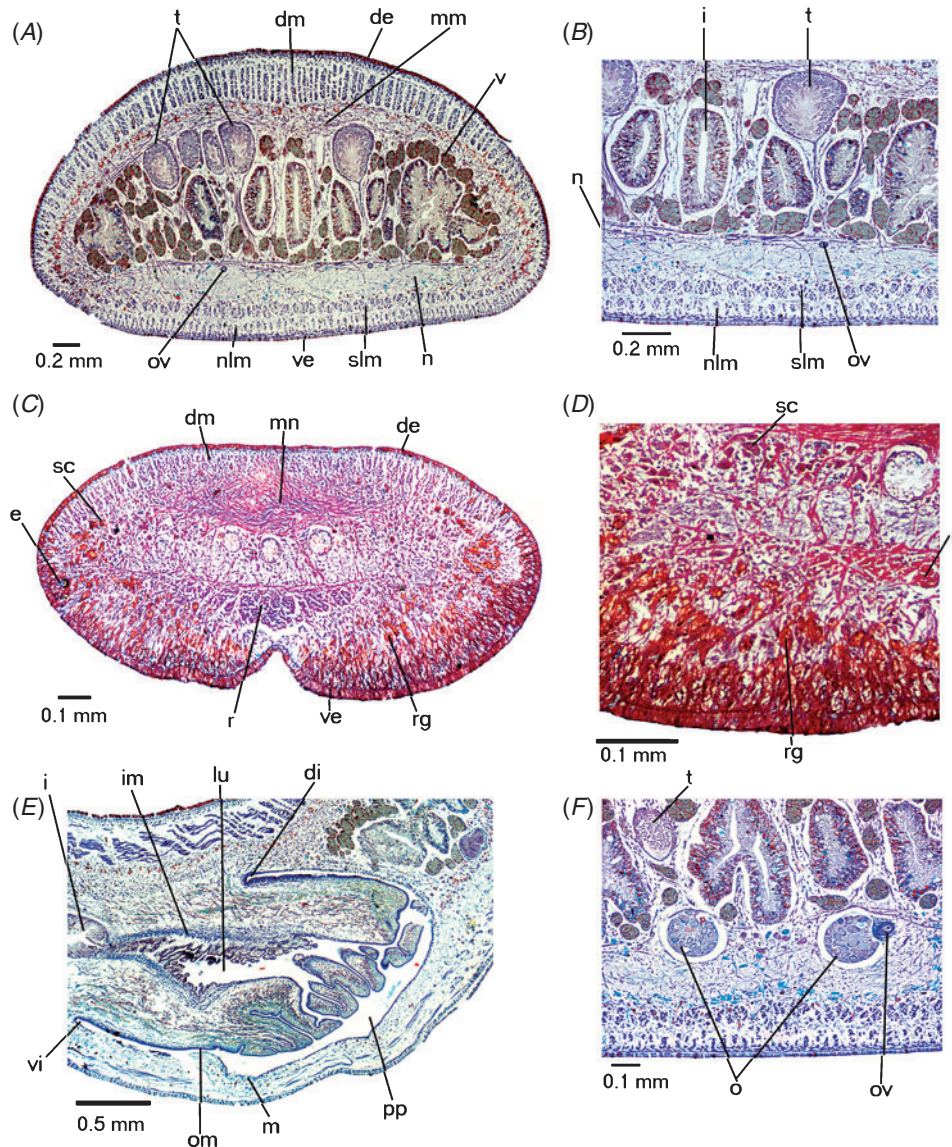 (A)
t
dm
de
mm
v
0.2 mm
ov
nlm
ve
slm
n
(B)
i
t
n
0.2 mm
nlm
slm
ov
(C)
dm
mn
de
sc
e
0.1 mm
r
ve
rg
(D)
sc
0.1 mm
rg
(E)
i
im
lu
di
vi
0.5 mm
om
m
pp
(F)
t
0.1 mm
o
ov